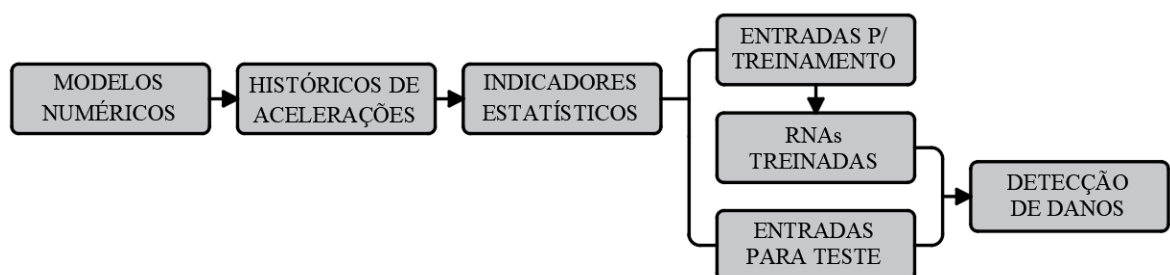 MODELOS
NUMÉRICOS
HISTÓRICOS DE
ACELERAÇÕES
INDICADORES
ESTATÍSTICOS
ENTRADAS P/
TREINAMENTO
RNAs
TREINADAS
ENTRADAS
PARA TESTE
DETECÇÃO
DE DANOS